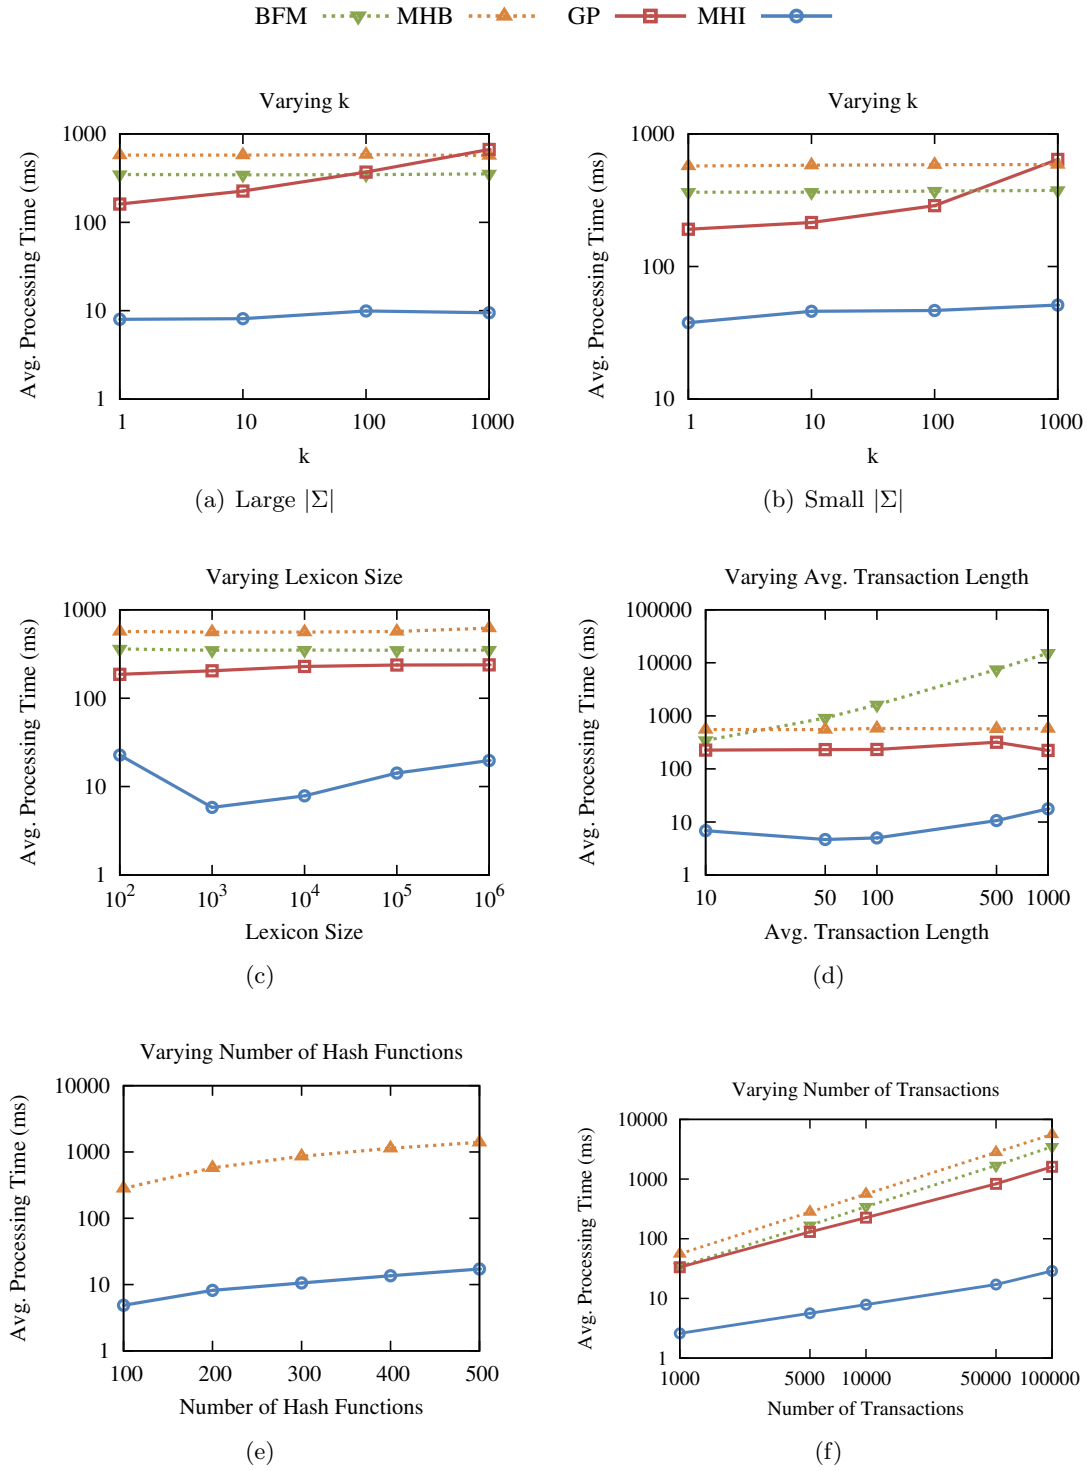 BFM MHB GP MHI
Varying k
Avg. Processing Time (ms)
1000
100
10
1
1 10 100 1000
k
(a) Large |Σ|
Varying k
Avg. Processing Time (ms)
1000
100
10
1 10 100 1000
k
(b) Small |Σ|
Varying Lexicon Size
Avg. Processing Time (ms)
1000
100
10
1
10^2 10^3 10^4 10^5 10^6
Lexicon Size
(c)
Varying Avg. Transaction Length
Avg. Processing Time (ms)
100000
10000
1000
100
10
1
10 50 100 500 1000
Avg. Transaction Length
(d)
Varying Number of Hash Functions
Avg. Processing Time (ms)
10000
1000
100
10
1
100 200 300 400 500
Number of Hash Functions
(e)
Varying Number of Transactions
Avg. Processing Time (ms)
10000
1000
100
10
1
1000 5000 10000 50000 100000
Number of Transactions
(f)